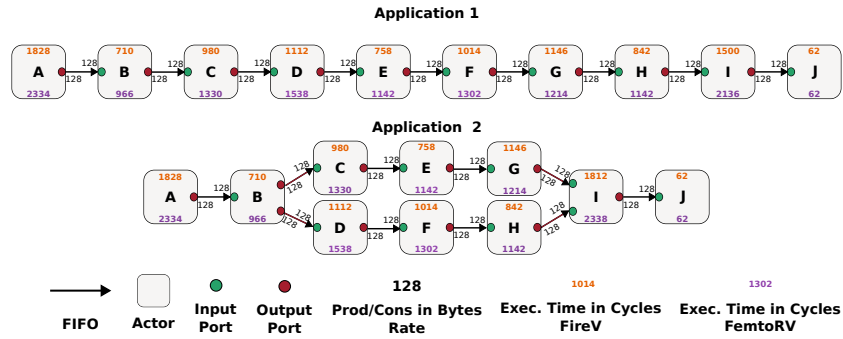 Application 1
1828 710 980 1112 758 1014 1146 842 1500 62
128 128 128 128 128 128 128 128 128
A B C D E F G H I J
128 128 128 128 128 128 128 128 128
2334 966 1330 1538 1142 1302 1214 1142 2136 62
Application 2
980 758 1146
128 128
C E G
128 128 128 128
1330 1142 1214
128 128
1828 710 1812 62
128 128
A B I J
128 128
2334 966 2338 62
1112 1014 842
128 128 128 128
D F H
128 128 128 128
1538 1302 1142
FIFO
Actor
Input
Port
Output
Port
128
Prod/Cons in Bytes
Rate
1014
Exec. Time in Cycles
FireV
1302
Exec. Time in Cycles
FemtoRV